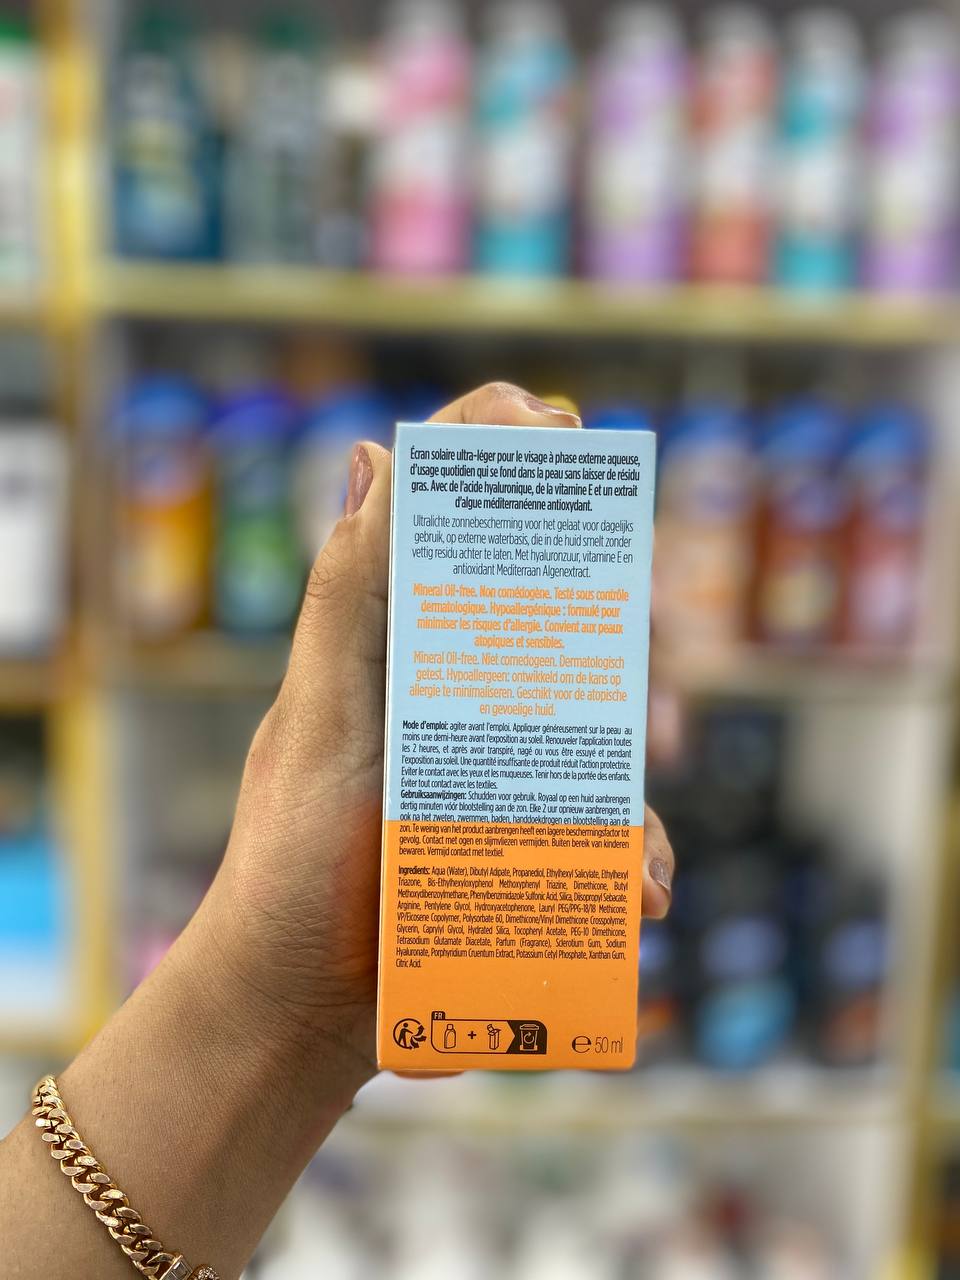 Écran solaire ultra-léger pour le visage à phase externe aqueuse,
d'usage quotidien qui se fond dans la peau sans laisser de résidu
gras. Avec de l'acide hyaluronique, de la vitamine E et un extrait
d'algue méditerranéenne antioxydant.
Ultralichte zonnebescherming voor het gelaat voor dagelijks
gebruik, op externe waterbasis, die in de huid smelt zonder
vettig residu achter te laten. Met hyaluronzuur, vitamine E en
antioxidant Mediterraan Algenextract.
Mineral Oil-free. Non comédogène. Testé sous contrôle
dermatologique. Hypoallergénique : formulé pour
minimiser les risques d'allergie. Convient aux peaux
atopiques et sensibles.
Mineral Oil-free. Niet comedogeen. Dermatologisch
getest. Hypoallergeen: ontwikkeld om de kans op
allergie te minimaliseren. Geschikt voor de atopische
en gevoelige huid.
Mode d'emploi: agiter avant l'emploi. Appliquer généreusement sur la peau au
moins une demi-heure avant l'exposition au soleil. Renouveler l'application toutes
les 2 heures, et après avoir transpiré, nagé ou vous être essuyé et pendant
l'exposition au soleil. Une quantité insuffisante de produit réduit l'action protectrice.
Eviter le contact avec les yeux et les muqueuses. Tenir hors de la portée des enfants.
Éviter tout contact avec les textiles.
Gebruiksaanwijzingen: Schudden voor gebruik. Royaal op een huid aanbrengen
dertig minuten vóór blootstelling aan de zon. Elke 2 uur opnieuw aanbrengen, en
ook na het zweten, zwemmen, baden, handdoekdrogen en blootstelling aan de
zon. Te weinig van het product aanbrengen heeft een lagere beschermingsfactor tot
gevolg. Contact met ogen en slijmvliezen vermijden. Buiten bereik van kinderen
bewaren. Vermijd contact met textiel.
Ingredients: Aqua (Water), Dibutyl Adipate, Propanediol, Ethylhexyl Salicylate, Ethylhexyl
Triazone, Bis-Ethylhexyloxyphenol Methoxyphenyl Triazine, Dimethicone, Butyl
Methoxydibenzoylmethane, Phenylbenzimidazole Sulfonic Acid, Silica, Diisopropyl Sebacate,
Arginine, Pentylene Glycol, Hydroxyacetophenone, Lauryl PEG/PPG-18/18 Methicone,
VP/Eicosene Copolymer, Polysorbate 60, Dimethicone/Vinyl Dimethicone Crosspolymer,
Glycerin, Caprylyl Glycol, Hydrated Silica, Tocopheryl Acetate, PEG-10 Dimethicone,
Tetrasodium Glutamate Diacetate, Parfum (Fragrance), Sclerotium Gum, Sodium
Hyaluronate, Porphyridium Cruentum Extract, Potassium Cetyl Phosphate, Xanthan Gum,
Citric Acid.
FR
+
℮ 50 ml